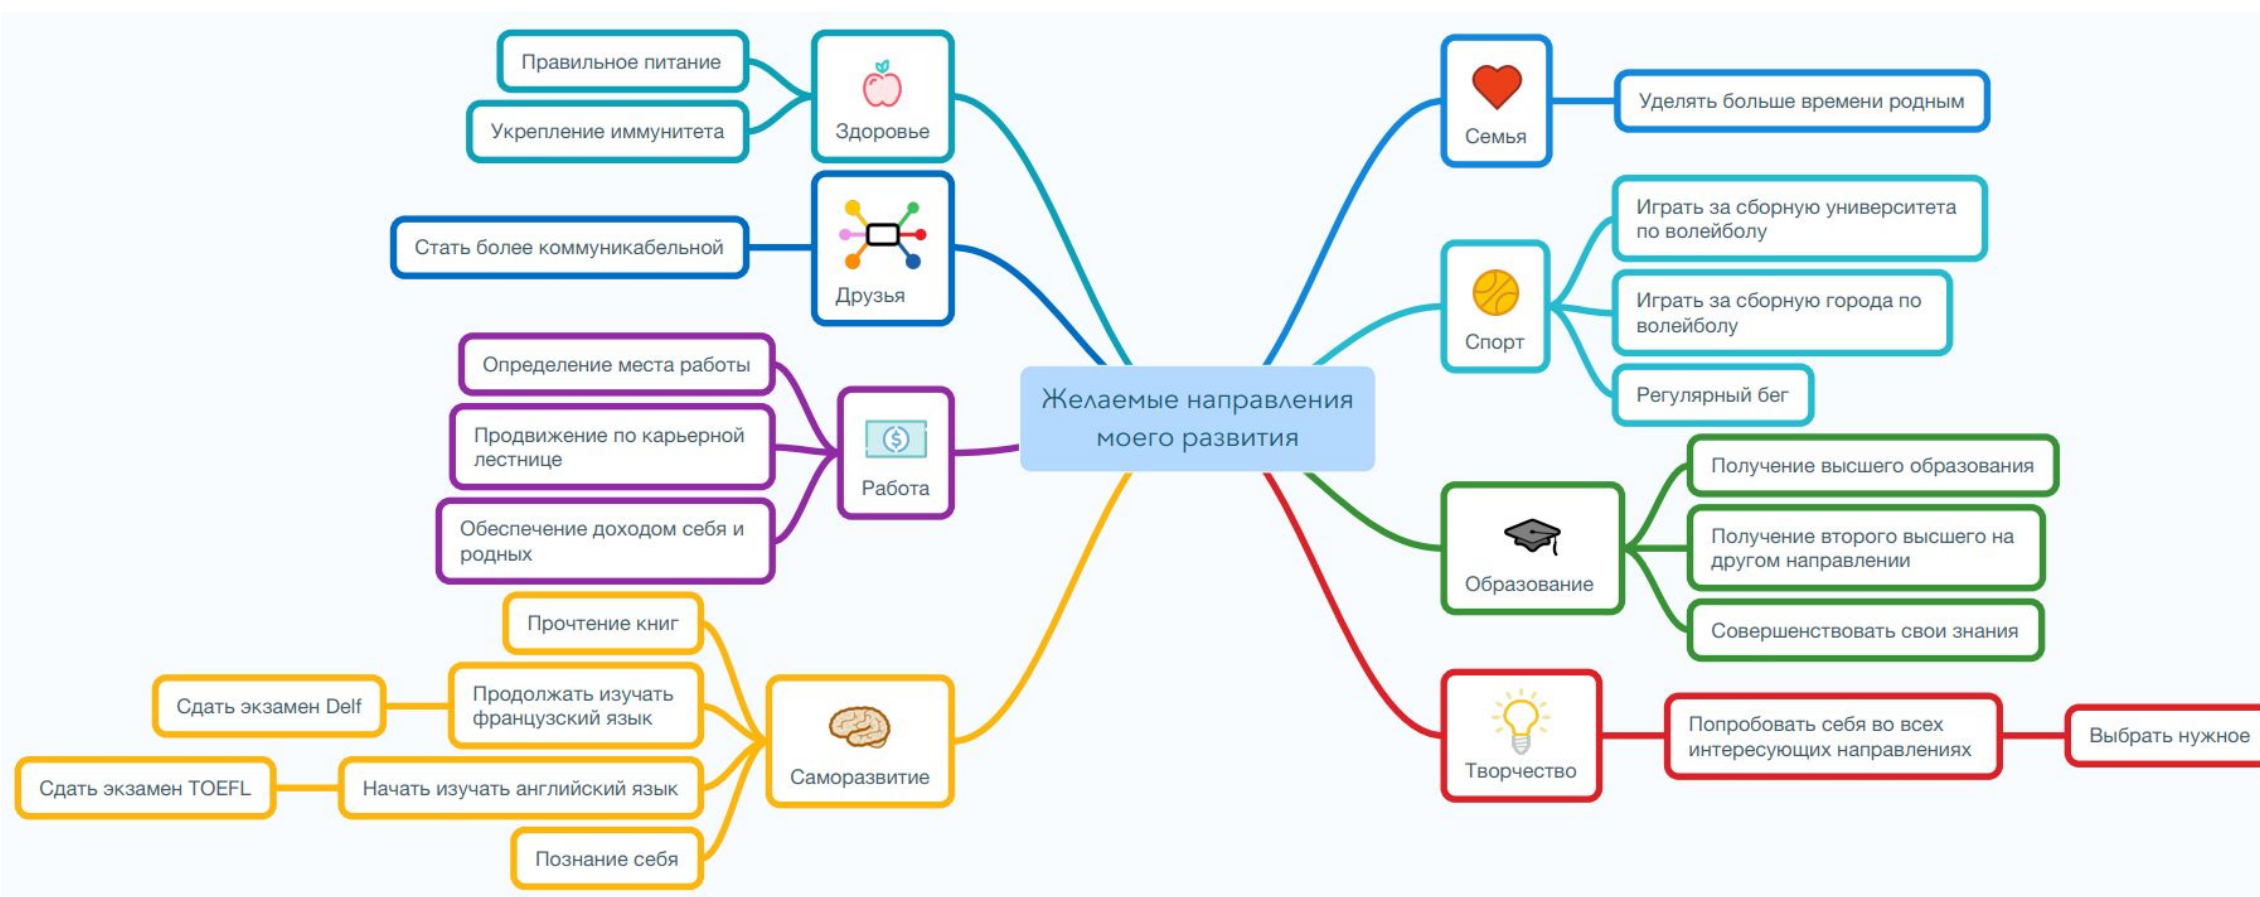 Желаемые направления
моего развития
Здоровье
Правильное питание
Укрепление иммунитета
Друзья
Стать более коммуникабельной
Работа
Определение места работы
Продвижение по карьерной
лестнице
Обеспечение доходом себя и
родных
Саморазвитие
Прочтение книг
Продолжать изучать
французский язык
Сдать экзамен Delf
Начать изучать английский язык
Сдать экзамен TOEFL
Познание себя
Семья
Уделять больше времени родным
Спорт
Играть за сборную университета
по волейболу
Играть за сборную города по
волейболу
Регулярный бег
Образование
Получение высшего образования
Получение второго высшего на
другом направлении
Совершенствовать свои знания
Творчество
Попробовать себя во всех
интересующих направлениях
Выбрать нужное